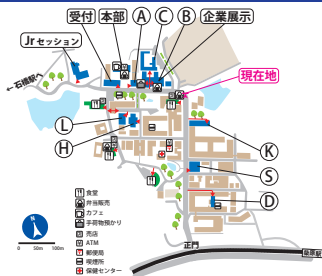 受付 本部 A C B 企業展示
Jrセッション
←石橋駅へ
現在地
L
H
K
S
D
食堂
弁当販売
カフェ
手荷物預かり
売店
ATM
郵便局
喫煙所
保健センター
N
0 50m 100m
正門